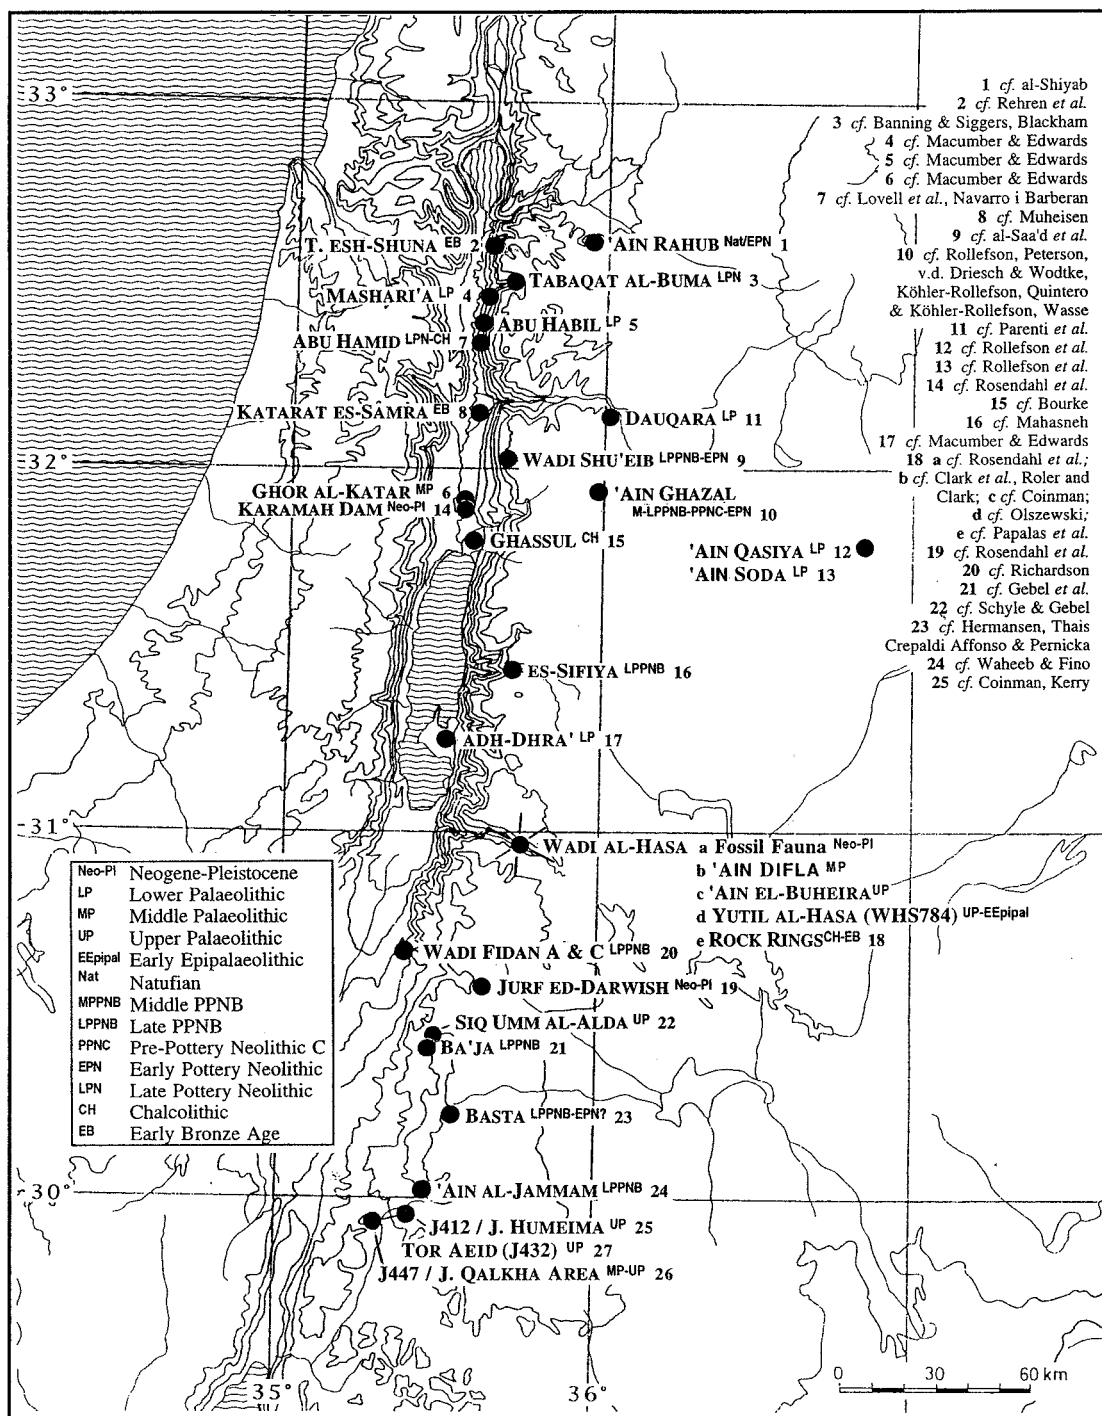 33°
1 cf. al-Shiyab
2 cf. Rehren et al.
3 cf. Banning & Siggers, Blackham
4 cf. Macumber & Edwards
5 cf. Macumber & Edwards
6 cf. Macumber & Edwards
7 cf. Lovell et al., Navarro i Barberan
8 cf. Muheisen
9 cf. al-Saa'd et al.
10 cf. Rollefson, Peterson,
v.d. Driesch & Wodtke,
Köhler-Rollefson, Quintero
& Köhler-Rollefson, Wasse
11 cf. Parenti et al.
12 cf. Rollefson et al.
13 cf. Rollefson et al.
14 cf. Rosendahl et al.
15 cf. Bourke
16 cf. Mahasneh
17 cf. Macumber & Edwards
18 a cf. Rosendahl et al.;
b cf. Clark et al., Roler and
Clark; c cf. Coinman;
d cf. Olszewski;
e cf. Papalas et al.
19 cf. Rosendahl et al.
20 cf. Richardson
21 cf. Gebel et al.
22 cf. Schyle & Gebel
23 cf. Hermansen, Thais
Crepaldi Affonso & Pernicka
24 cf. Waheeb & Fino
25 cf. Coinman, Kerry
T. ESH-SHUNA EB 2
'AIN RAHUB Nat/EPN 1
TABAQAT AL-BUMA LPN 3
MASHARI'A LP 4
ABU HABIL LP 5
ABU HAMID LPN-CH 7
KATARAT ES-SAMRA EB 8
DAUQARA LP 11
32°
WADI SHU'EIB LPPNB-EPN 9
GHOR AL-KATAR MP 6
KARAMAH DAM Neo-Pl 14
'AIN GHAZAL
M-LPPNB-PPNC-EPN 10
GHASSUL CH 15
'AIN QASIYA LP 12
'AIN SODA LP 13
ES-SIFIYA LPPNB 16
ADH-DHRA' LP 17
31°
WADI AL-HASA a Fossil Fauna Neo-Pl
b 'AIN DIFLA MP
c 'AIN EL-BUHEIRA UP
d YUTIL AL-HASA (WHS784) UP-EEpipal
e ROCK RINGS CH-EB 18
Neo-Pl Neogene-Pleistocene
LP Lower Palaeolithic
MP Middle Palaeolithic
UP Upper Palaeolithic
EEpipal Early Epipalaeolithic
Nat Natufian
MPPNB Middle PPNB
LPPNB Late PPNB
PPNC Pre-Pottery Neolithic C
EPN Early Pottery Neolithic
LPN Late Pottery Neolithic
CH Chalcolithic
EB Early Bronze Age
WADI FIDAN A & C LPPNB 20
JURF ED-DARWISH Neo-Pl 19
SIQ UMM AL-ALDA UP 22
BA'JA LPPNB 21
BASTA LPPNB-EPN? 23
30°
'AIN AL-JAMMAM LPPNB 24
J412 / J. HUMEIMA UP 25
TOR AEID (J432) UP 27
J447 / J. QALKHA AREA MP-UP 26
35°
36°
0 30 60 km